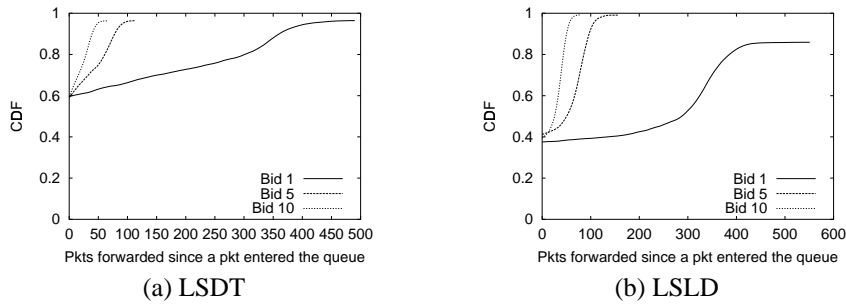 1
0.8
0.6
0.4
0.2
0
CDF
Bid 1
Bid 5
Bid 10
0 50 100 150 200 250 300 350 400 450 500
Pkts forwarded since a pkt entered the queue
(a) LSDT
1
0.8
0.6
0.4
0.2
0
CDF
Bid 1
Bid 5
Bid 10
0 100 200 300 400 500 600
Pkts forwarded since a pkt entered the queue
(b) LSLD